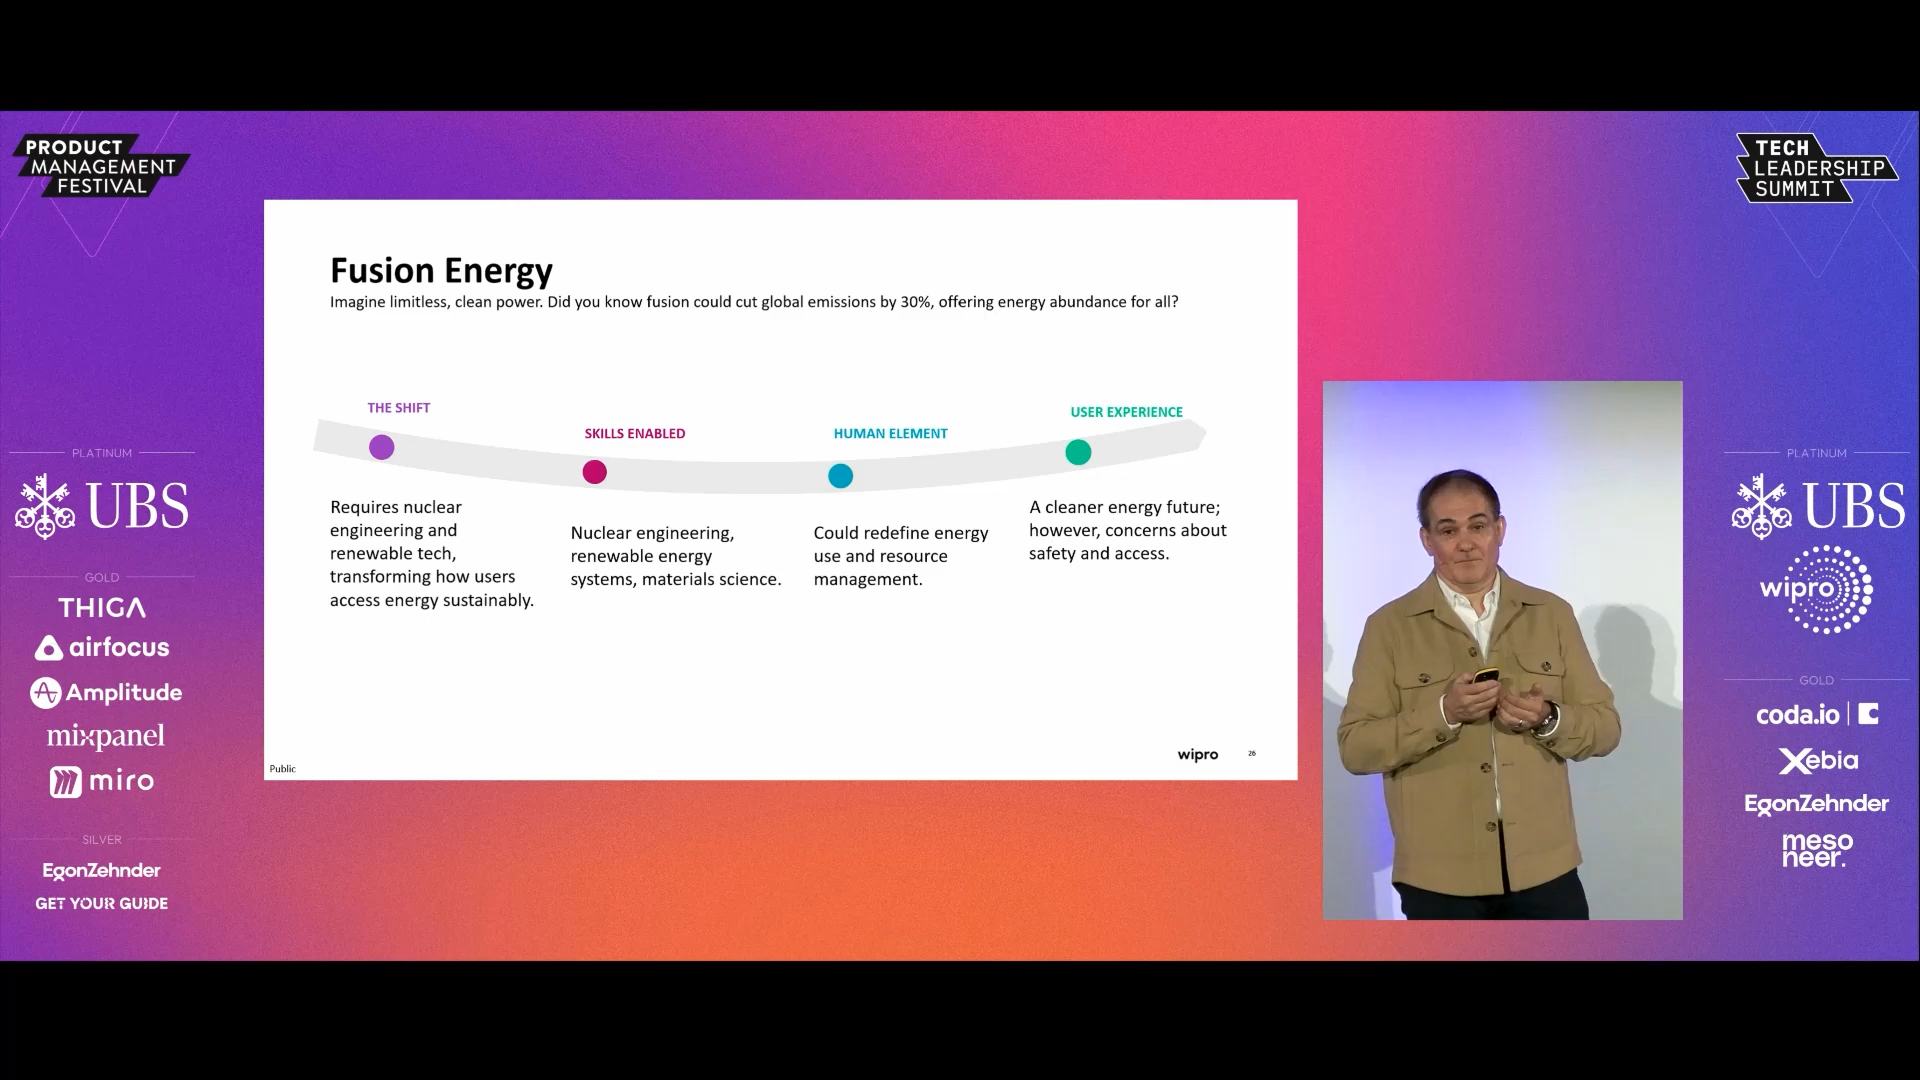 PRODUCT
MANAGEMENT
FESTIVAL
TECH
LEADERSHIP
SUMMIT
Fusion Energy
Imagine limitless, clean power. Did you know fusion could cut global emissions by 30%, offering energy abundance for all?
THE SHIFT
Requires nuclear
engineering and
renewable tech,
transforming how users
access energy sustainably.
SKILLS ENABLED
Nuclear engineering,
renewable energy
systems, materials science.
HUMAN ELEMENT
Could redefine energy
use and resource
management.
USER EXPERIENCE
A cleaner energy future;
however, concerns about
safety and access.
Public
wipro
26
PLATINUM
UBS
GOLD
THIGA
airfocus
Amplitude
mixpanel
miro
SILVER
EgonZehnder
GET YOUR GUIDE
PLATINUM
UBS
wipro
GOLD
coda.io
Xebia
EgonZehnder
meso
neer.